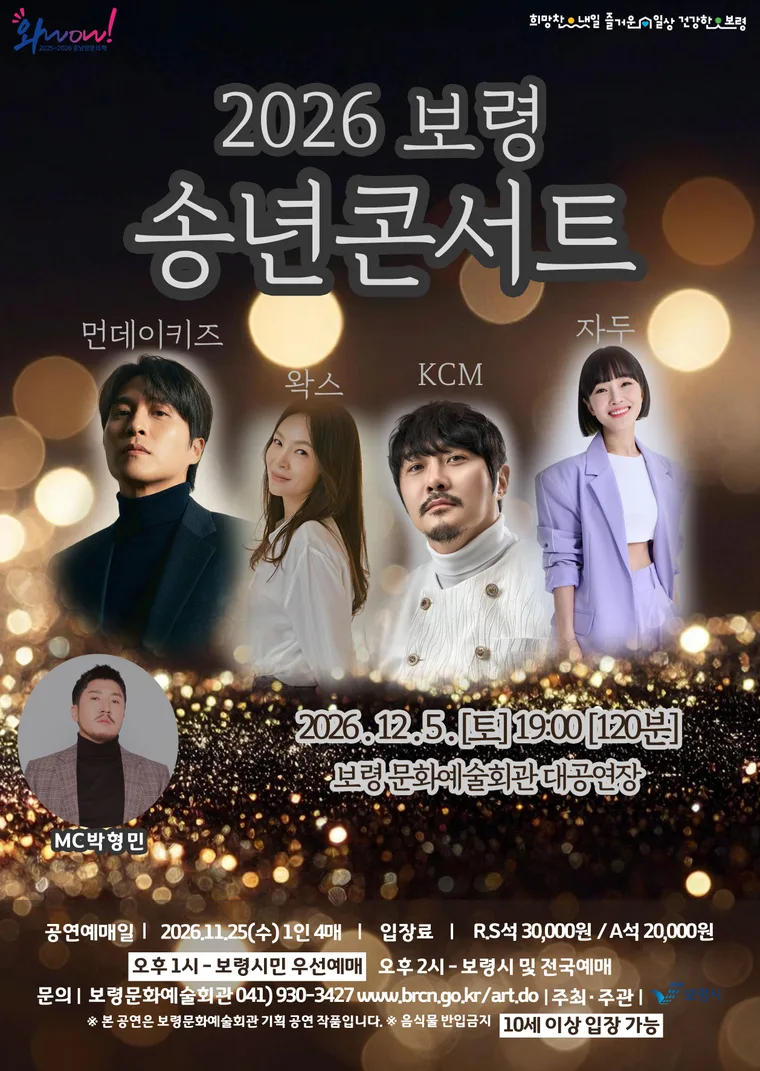 와wow!
2025~2026 충남방문의 해
희망찬 내일 즐거운 일상 건강한 보령
2026 보령
송년콘서트
먼데이키즈
왁스
KCM
자두
2026. 12. 5. [토] 19:00 [120분]
보령 문화예술회관 대공연장
MC박형민
공연예매일 | 2026.11.25(수) 1인 4매 | 입장료 | R.S석 30,000원 / A석 20,000원
오후 1시 - 보령시민 우선예매 오후 2시 - 보령시 및 전국예매
문의 | 보령문화예술회관 041) 930-3427 www.brcn.go.kr/art.do | 주최·주관 |
※ 본 공연은 보령문화예술회관 기획 공연 작품입니다. ※ 음식물 반입금지 10세 이상 입장 가능